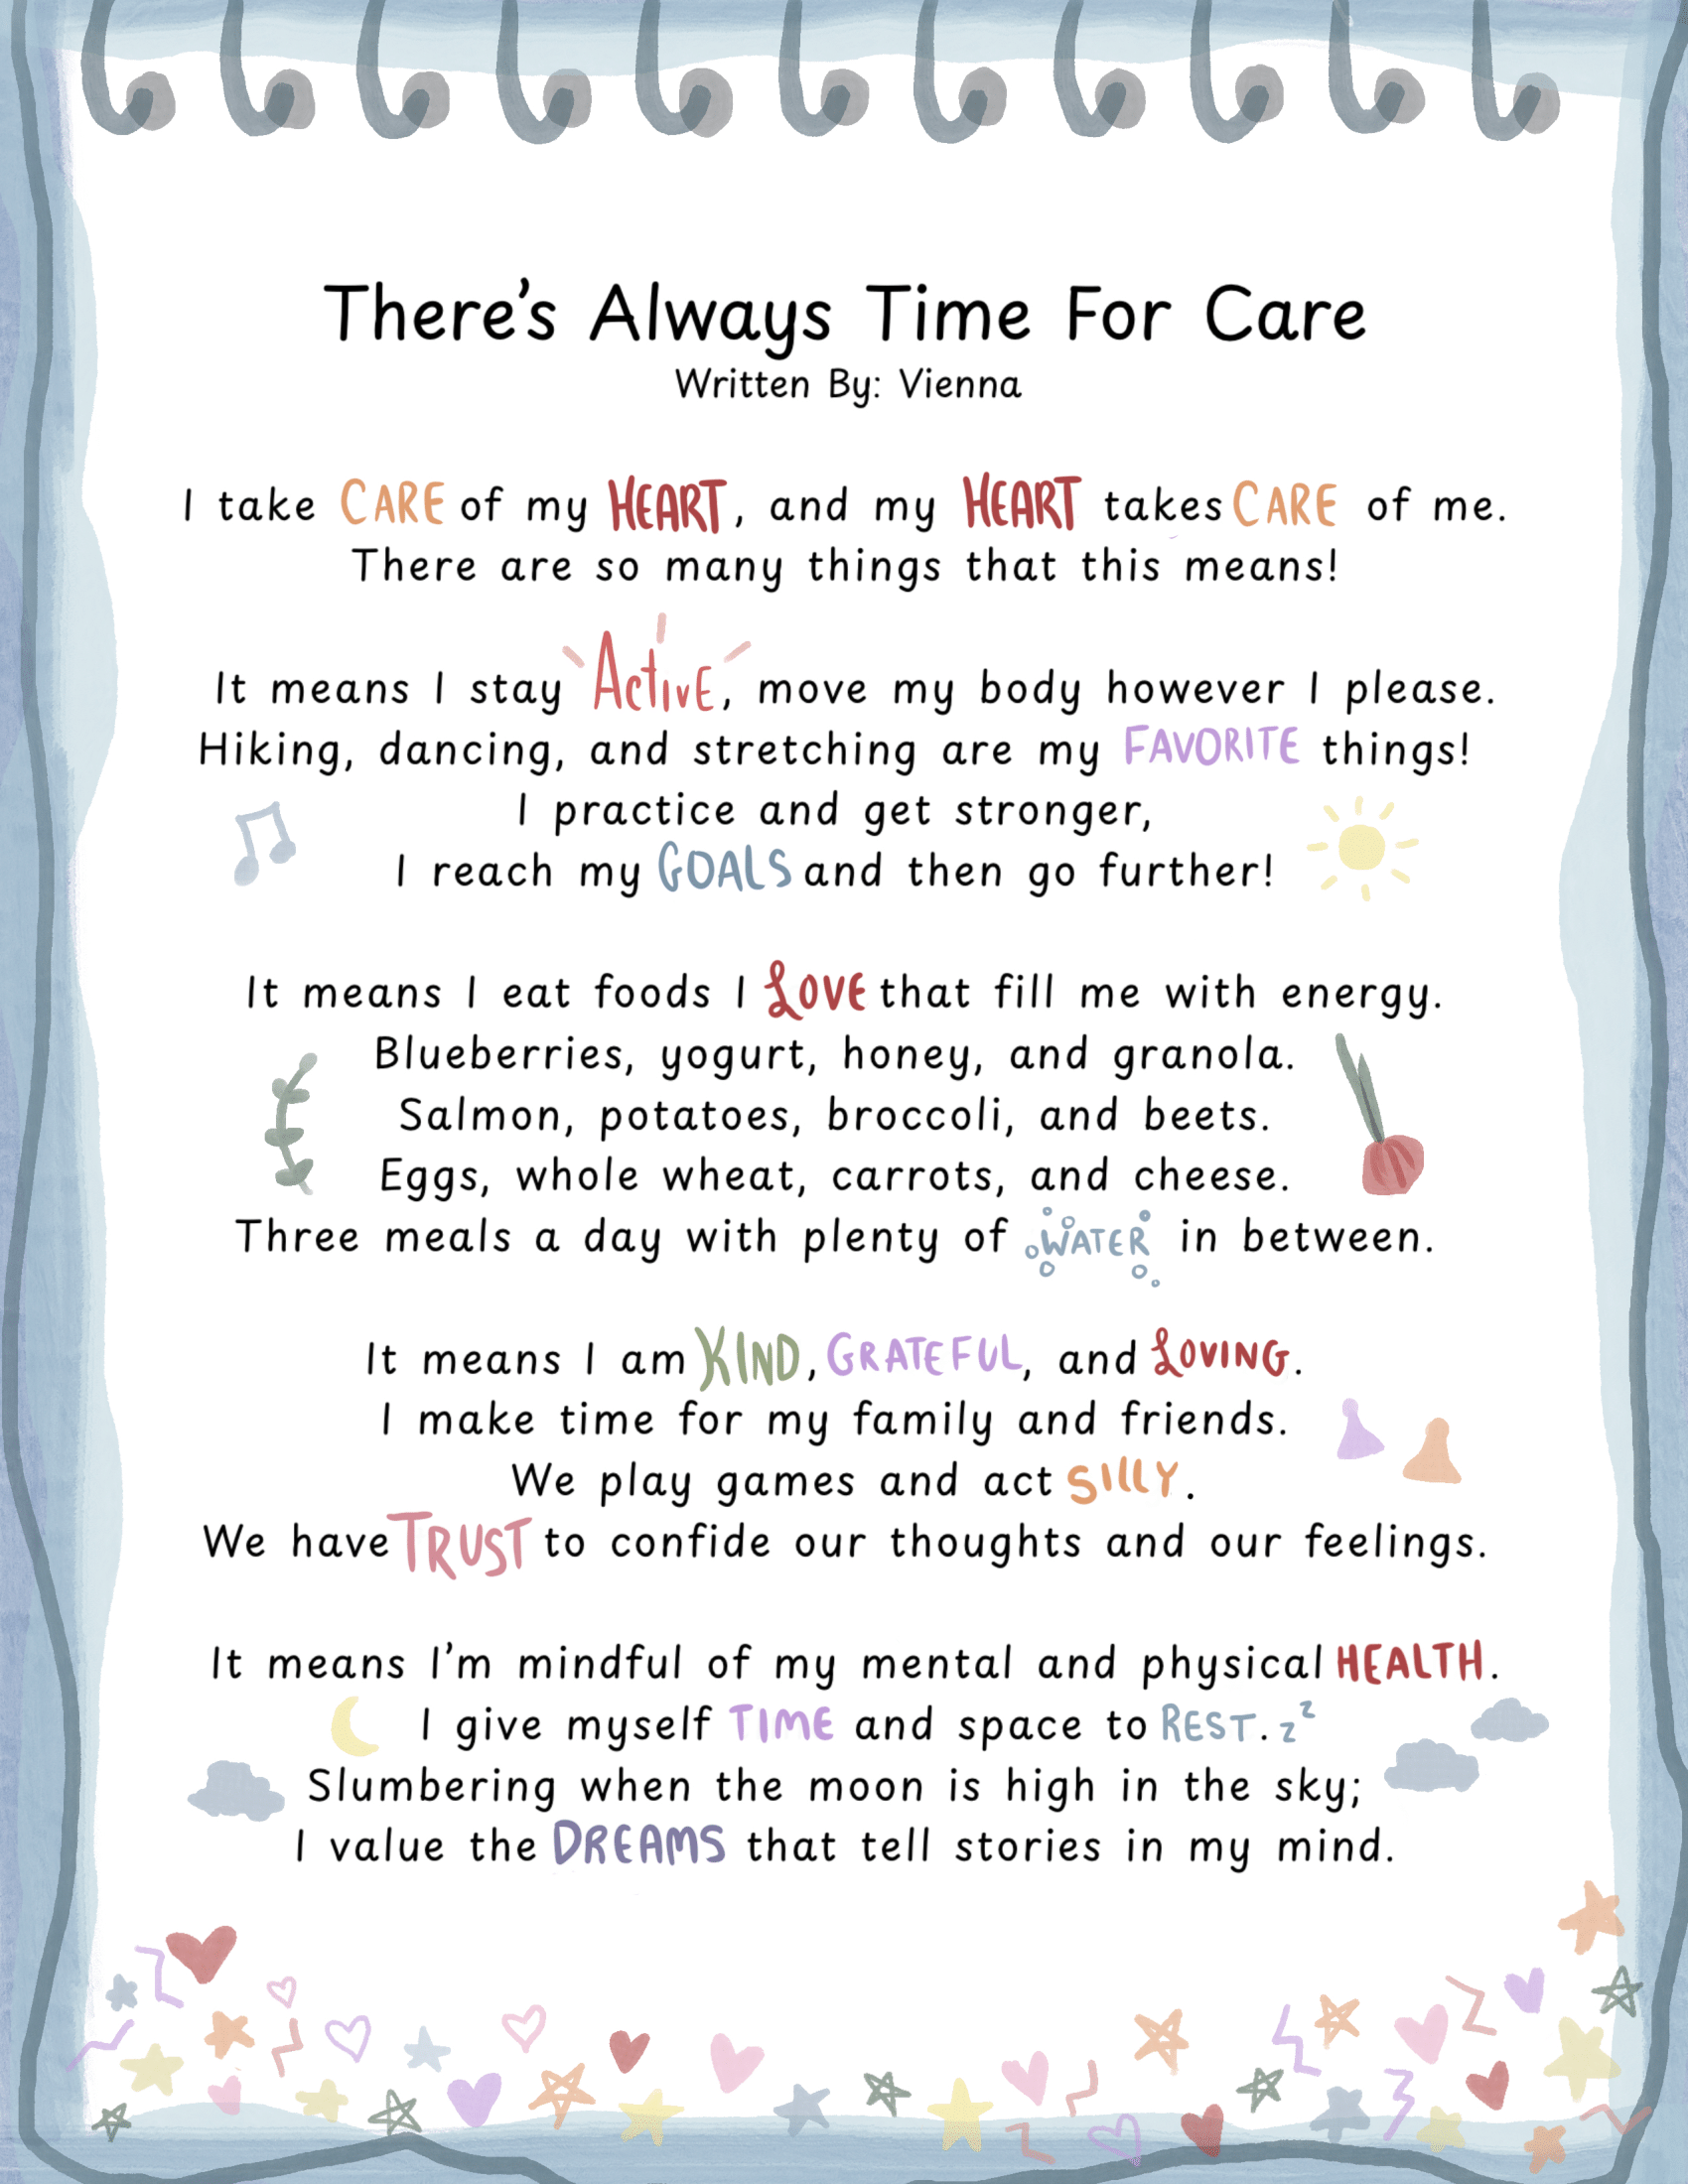 There's Always Time For Care
Written By: Vienna
I take CARE of my HEART, and my HEART takes CARE of me.
There are so many things that this means!
It means I stay Active, move my body however I please.
Hiking, dancing, and stretching are my FAVORITE things!
I practice and get stronger,
I reach my GOALS and then go further!
It means I eat foods I LOVE that fill me with energy.
Blueberries, yogurt, honey, and granola.
Salmon, potatoes, broccoli, and beets.
Eggs, whole wheat, carrots, and cheese.
Three meals a day with plenty of WATER in between.
It means I am KIND, GRATEFUL, and LOVING.
I make time for my family and friends.
We play games and act SILLY.
We have TRUST to confide our thoughts and our feelings.
It means I'm mindful of my mental and physical HEALTH.
I give myself TIME and space to REST. z z
Slumbering when the moon is high in the sky;
I value the DREAMS that tell stories in my mind.